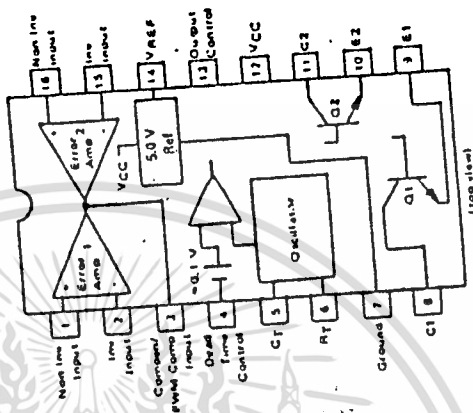 Non Inv
Input
1
Inv
Input
2
Compen/
PWM Comp
Input
3
Dead
Time
Control
4
CT
5
RT
6
Ground
7
C1
8
Error 1
Amp
Error 2
Amp
VCC
5.0 V
Ref
0.1 V
Oscillator
Q2
Q1
16
Non Inv
Input
15
Inv
Input
14
VREF
13
Output
Control
12
VCC
11
C2
10
E2
9
E1
(Top view)